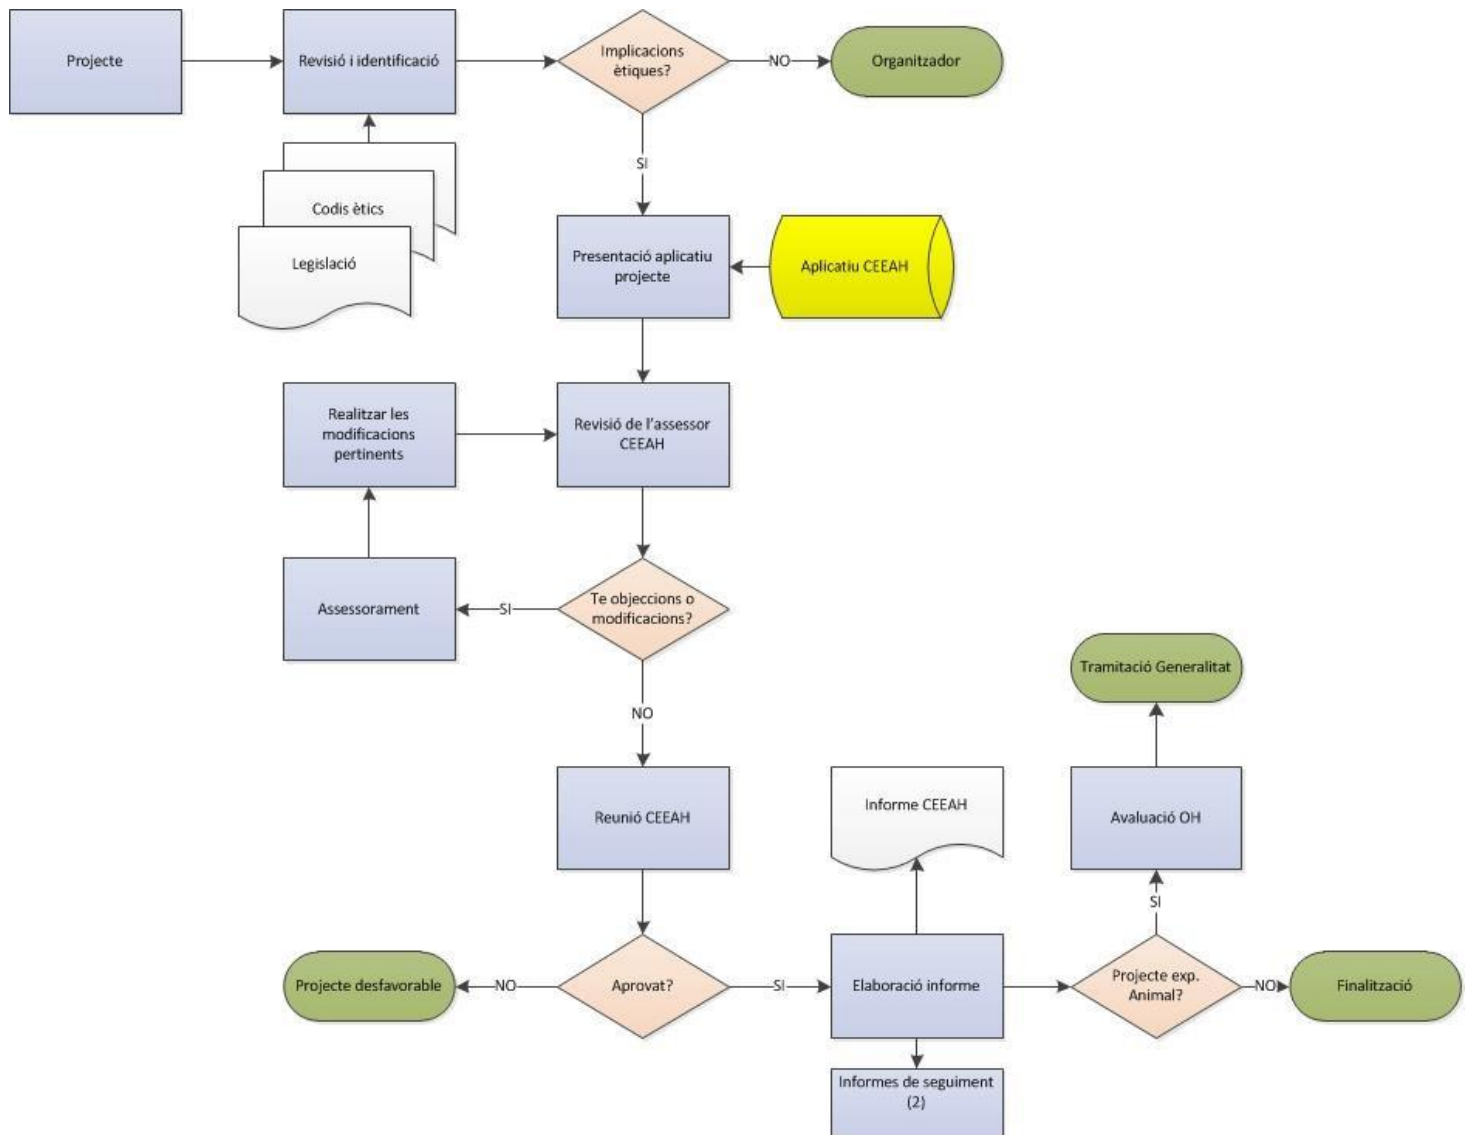 Projecte
Revisió i identificació
Implicacions
ètiques?
NO
Organitzador
SI
Codis ètics
Legislació
Presentació aplicatiu
projecte
Aplicatiu CEEAH
Realitzar les
modificacions
pertinents
Revisió de l'assessor
CEEAH
Assessorament
SI
Te objeccions o
modificacions?
NO
Tramitació Generalitat
Reunió CEEAH
Informe CEEAH
Avaluació OH
SI
Projecte desfavorable
NO
Aprovat?
SI
Elaboració informe
Projecte exp.
Animal?
NO
Finalització
Informes de seguiment
(2)